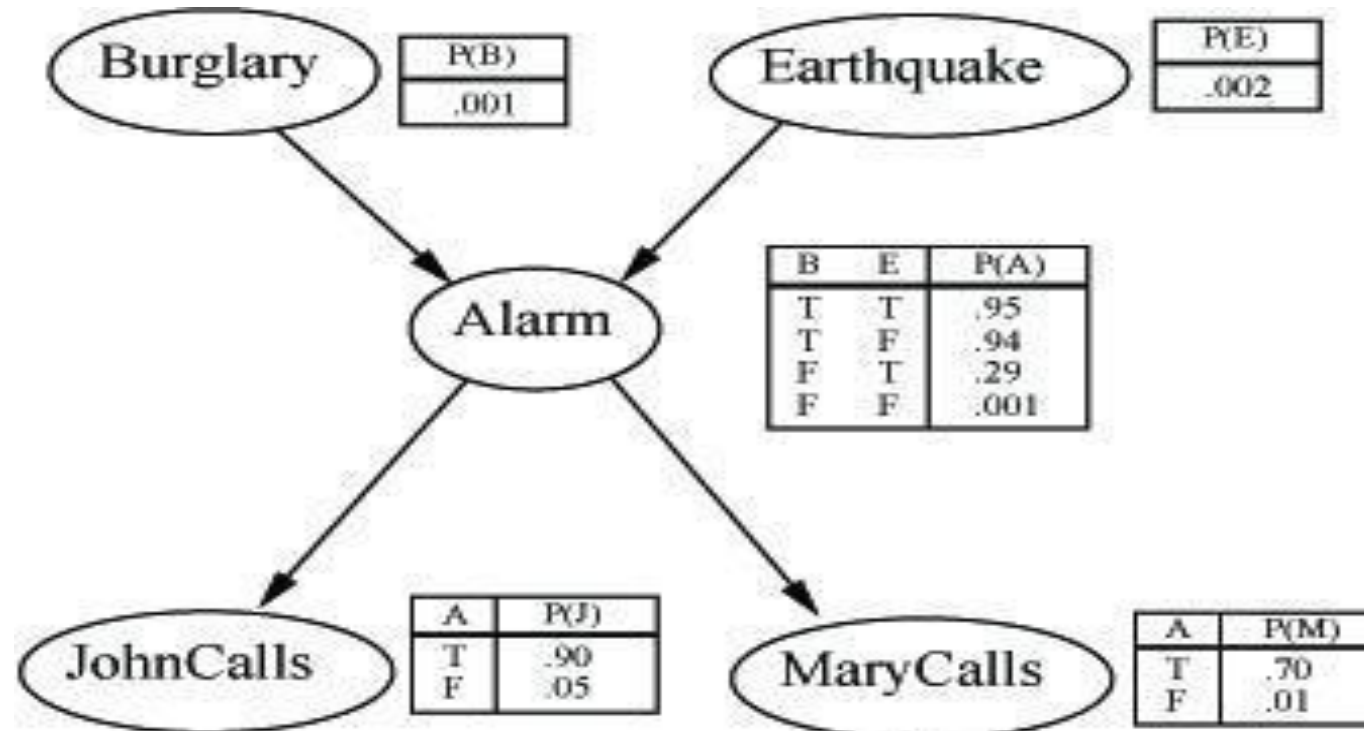 Burglary
P(B)
.001
Earthquake
P(E)
.002
Alarm
B E P(A)
T T .95
T F .94
F T .29
F F .001
JohnCalls
A P(J)
T .90
F .05
MaryCalls
A P(M)
T .70
F .01